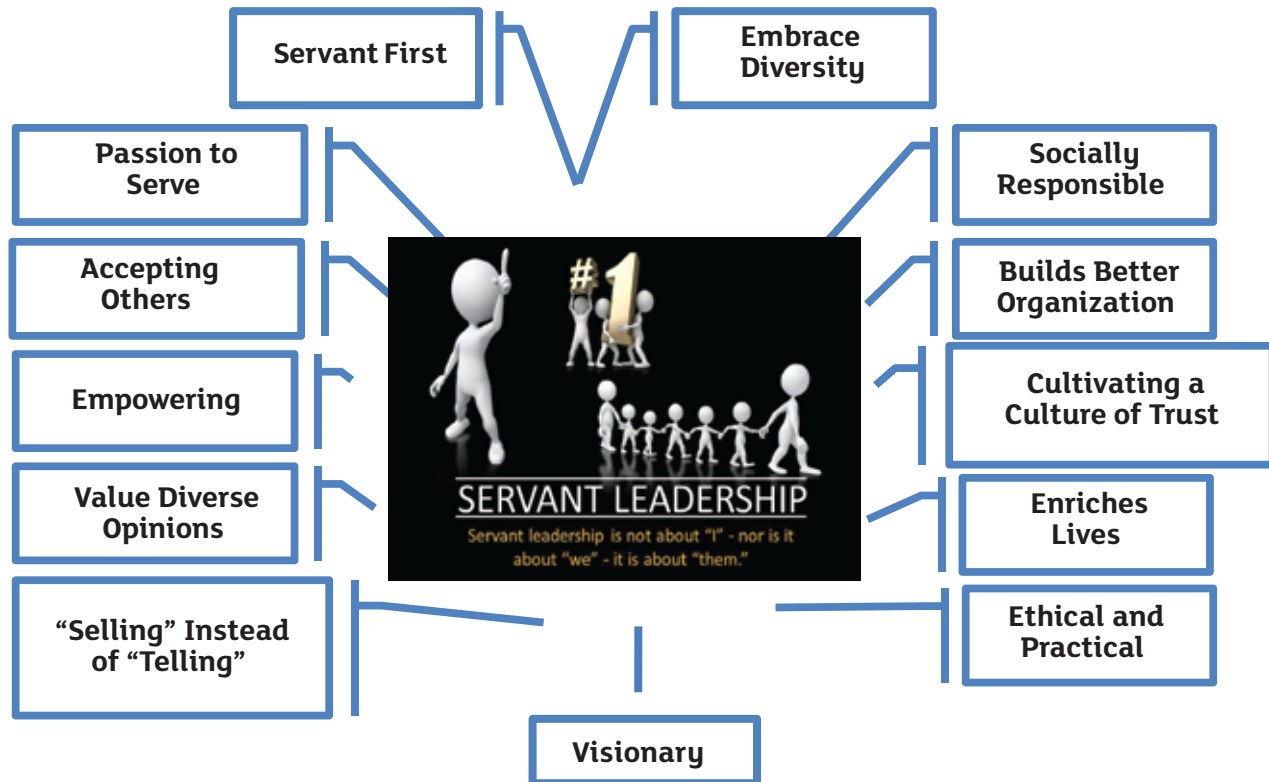 Servant First
Embrace
Diversity
Passion to
Serve
Socially
Responsible
Accepting
Others
Builds Better
Organization
Empowering
Cultivating a
Culture of Trust
Value Diverse
Opinions
Enriches
Lives
“Selling” Instead
of “Telling”
Ethical and
Practical
Visionary
#1
SERVANT LEADERSHIP
Servant leadership is not about “I” - nor is it
about “we” - it is about “them.”